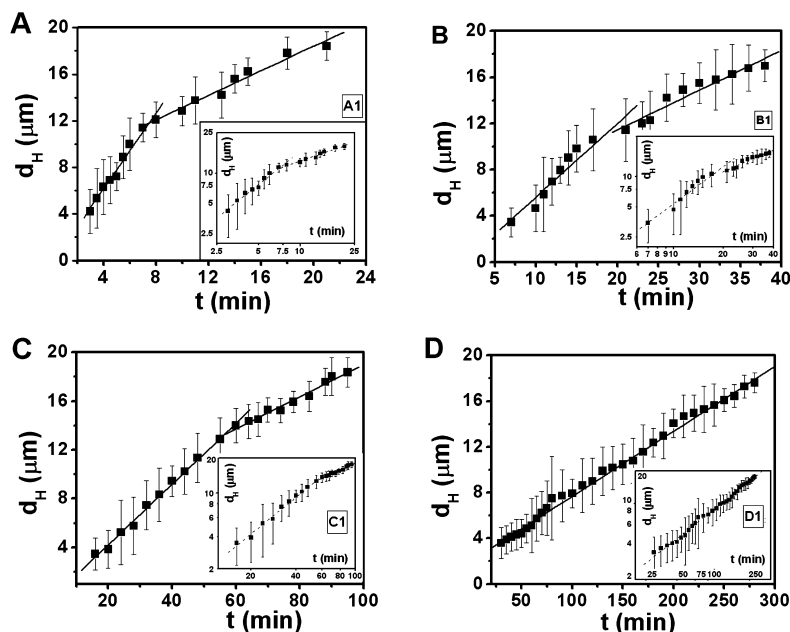 A
20
16
12
8
4
0
d_H (μm)
0 4 8 12 16 20 24
t (min)
A1
25
10
7.5
5
2.5
d_H (μm)
2.5 5 7.5 10 25
t (min)
B
20
16
12
8
4
0
d_H (μm)
5 10 15 20 25 30 35 40
t (min)
B1
10
7.5
5
2.5
d_H (μm)
6 7 8 9 10 20 30 40
t (min)
C
20
16
12
8
4
d_H (μm)
20 40 60 80 100
t (min)
C1
20
10
8
6
4
2
d_H (μm)
20 40 60 80 100
t (min)
D
20
16
12
8
4
0
d_H (μm)
50 100 150 200 250 300
t (min)
D1
20
10
8
6
4
2
d_H (μm)
25 50 75 100 250
t (min)